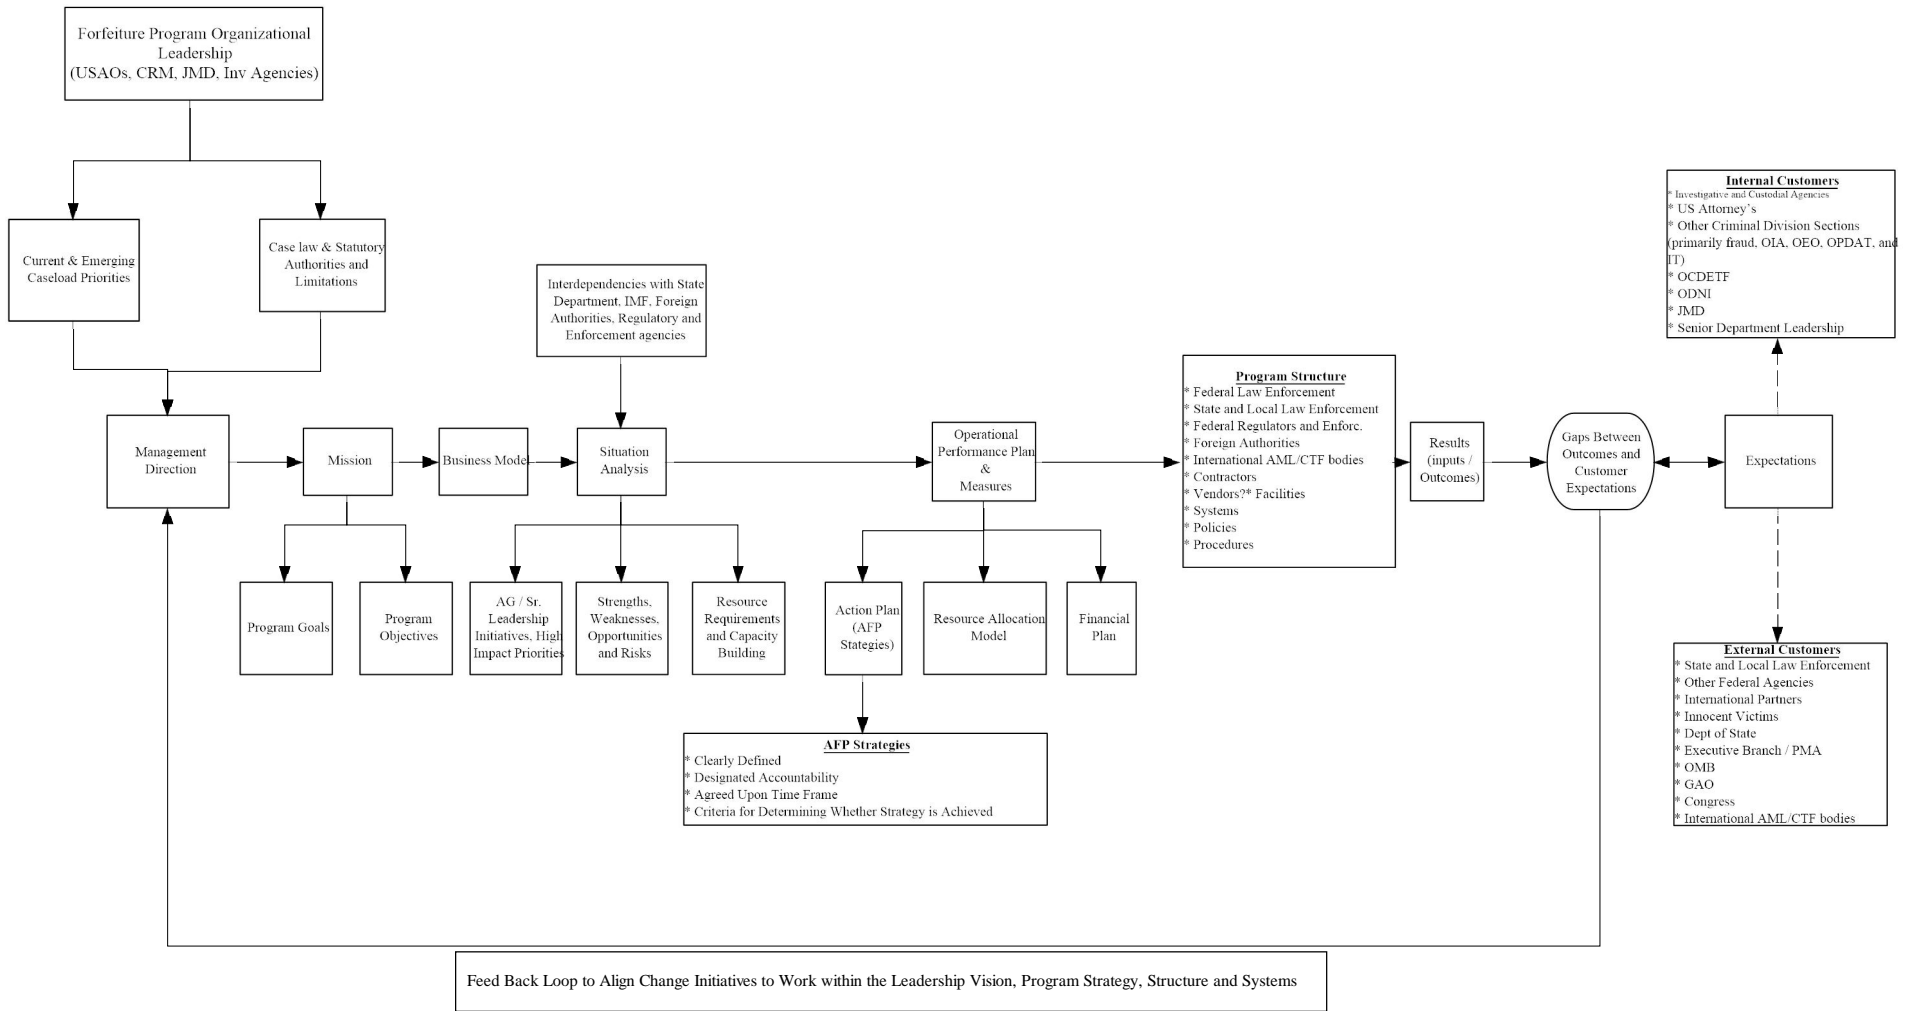 Forfeiture Program Organizational
Leadership
(USAOs, CRM, JMD, Inv Agencies)
Current & Emerging
Caseload Priorities
Case law & Statutory
Authorities and
Limitations
Interdependencies with State
Department, IMF, Foreign
Authorities, Regulatory and
Enforcement agencies
Management
Direction
Mission
Business Model
Situation
Analysis
Operational
Performance Plan
&
Measures
Program Structure
* Federal Law Enforcement
* State and Local Law Enforcement
* Federal Regulators and Enforc.
* Foreign Authorities
* International AML/CTF bodies
* Contractors
* Vendors?* Facilities
* Systems
* Policies
* Procedures
Results
(inputs /
Outcomes)
Gaps Between
Outcomes and
Customer
Expectations
Expectations
Internal Customers
* Investigative and Custodial Agencies
* US Attorney's
* Other Criminal Division Sections
(primarily fraud, OIA, OEO, OPDAT, and
IT)
* OCDETF
* ODNI
* JMD
* Senior Department Leadership
Program Goals
Program
Objectives
AG / Sr.
Leadership
Initiatives, High
Impact Priorities
Strengths,
Weaknesses,
Opportunities
and Risks
Resource
Requirements
and Capacity
Building
Action Plan
(AFP
Stategies)
Resource Allocation
Model
Financial
Plan
AFP Strategies
* Clearly Defined
* Designated Accountability
* Agreed Upon Time Frame
* Criteria for Determining Whether Strategy is Achieved
External Customers
* State and Local Law Enforcement
* Other Federal Agencies
* International Partners
* Innocent Victims
* Dept of State
* Executive Branch / PMA
* OMB
* GAO
* Congress
* International AML/CTF bodies
Feed Back Loop to Align Change Initiatives to Work within the Leadership Vision, Program Strategy, Structure and Systems